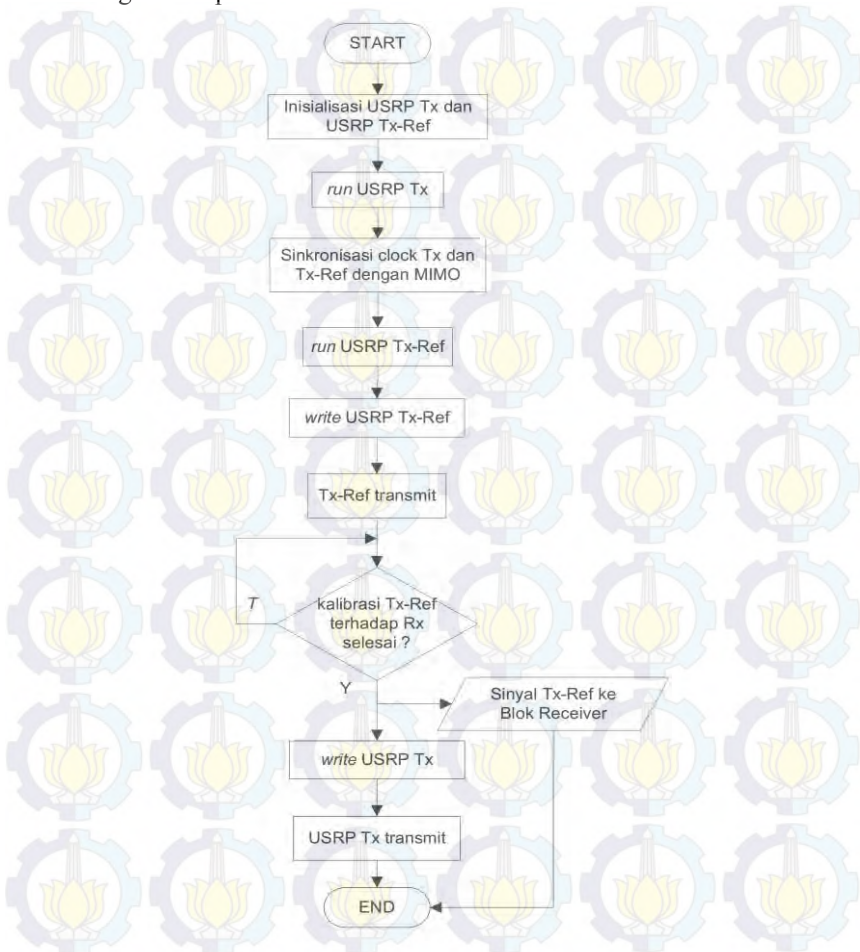 START
Inisialisasi USRP Tx dan
USRP Tx-Ref
run USRP Tx
Sinkronisasi clock Tx dan
Tx-Ref dengan MIMO
run USRP Tx-Ref
write USRP Tx-Ref
Tx-Ref transmit
T
kalibrasi Tx-Ref
terhadap Rx
selesai ?
Y
Sinyal Tx-Ref ke
Blok Receiver
write USRP Tx
USRP Tx transmit
END